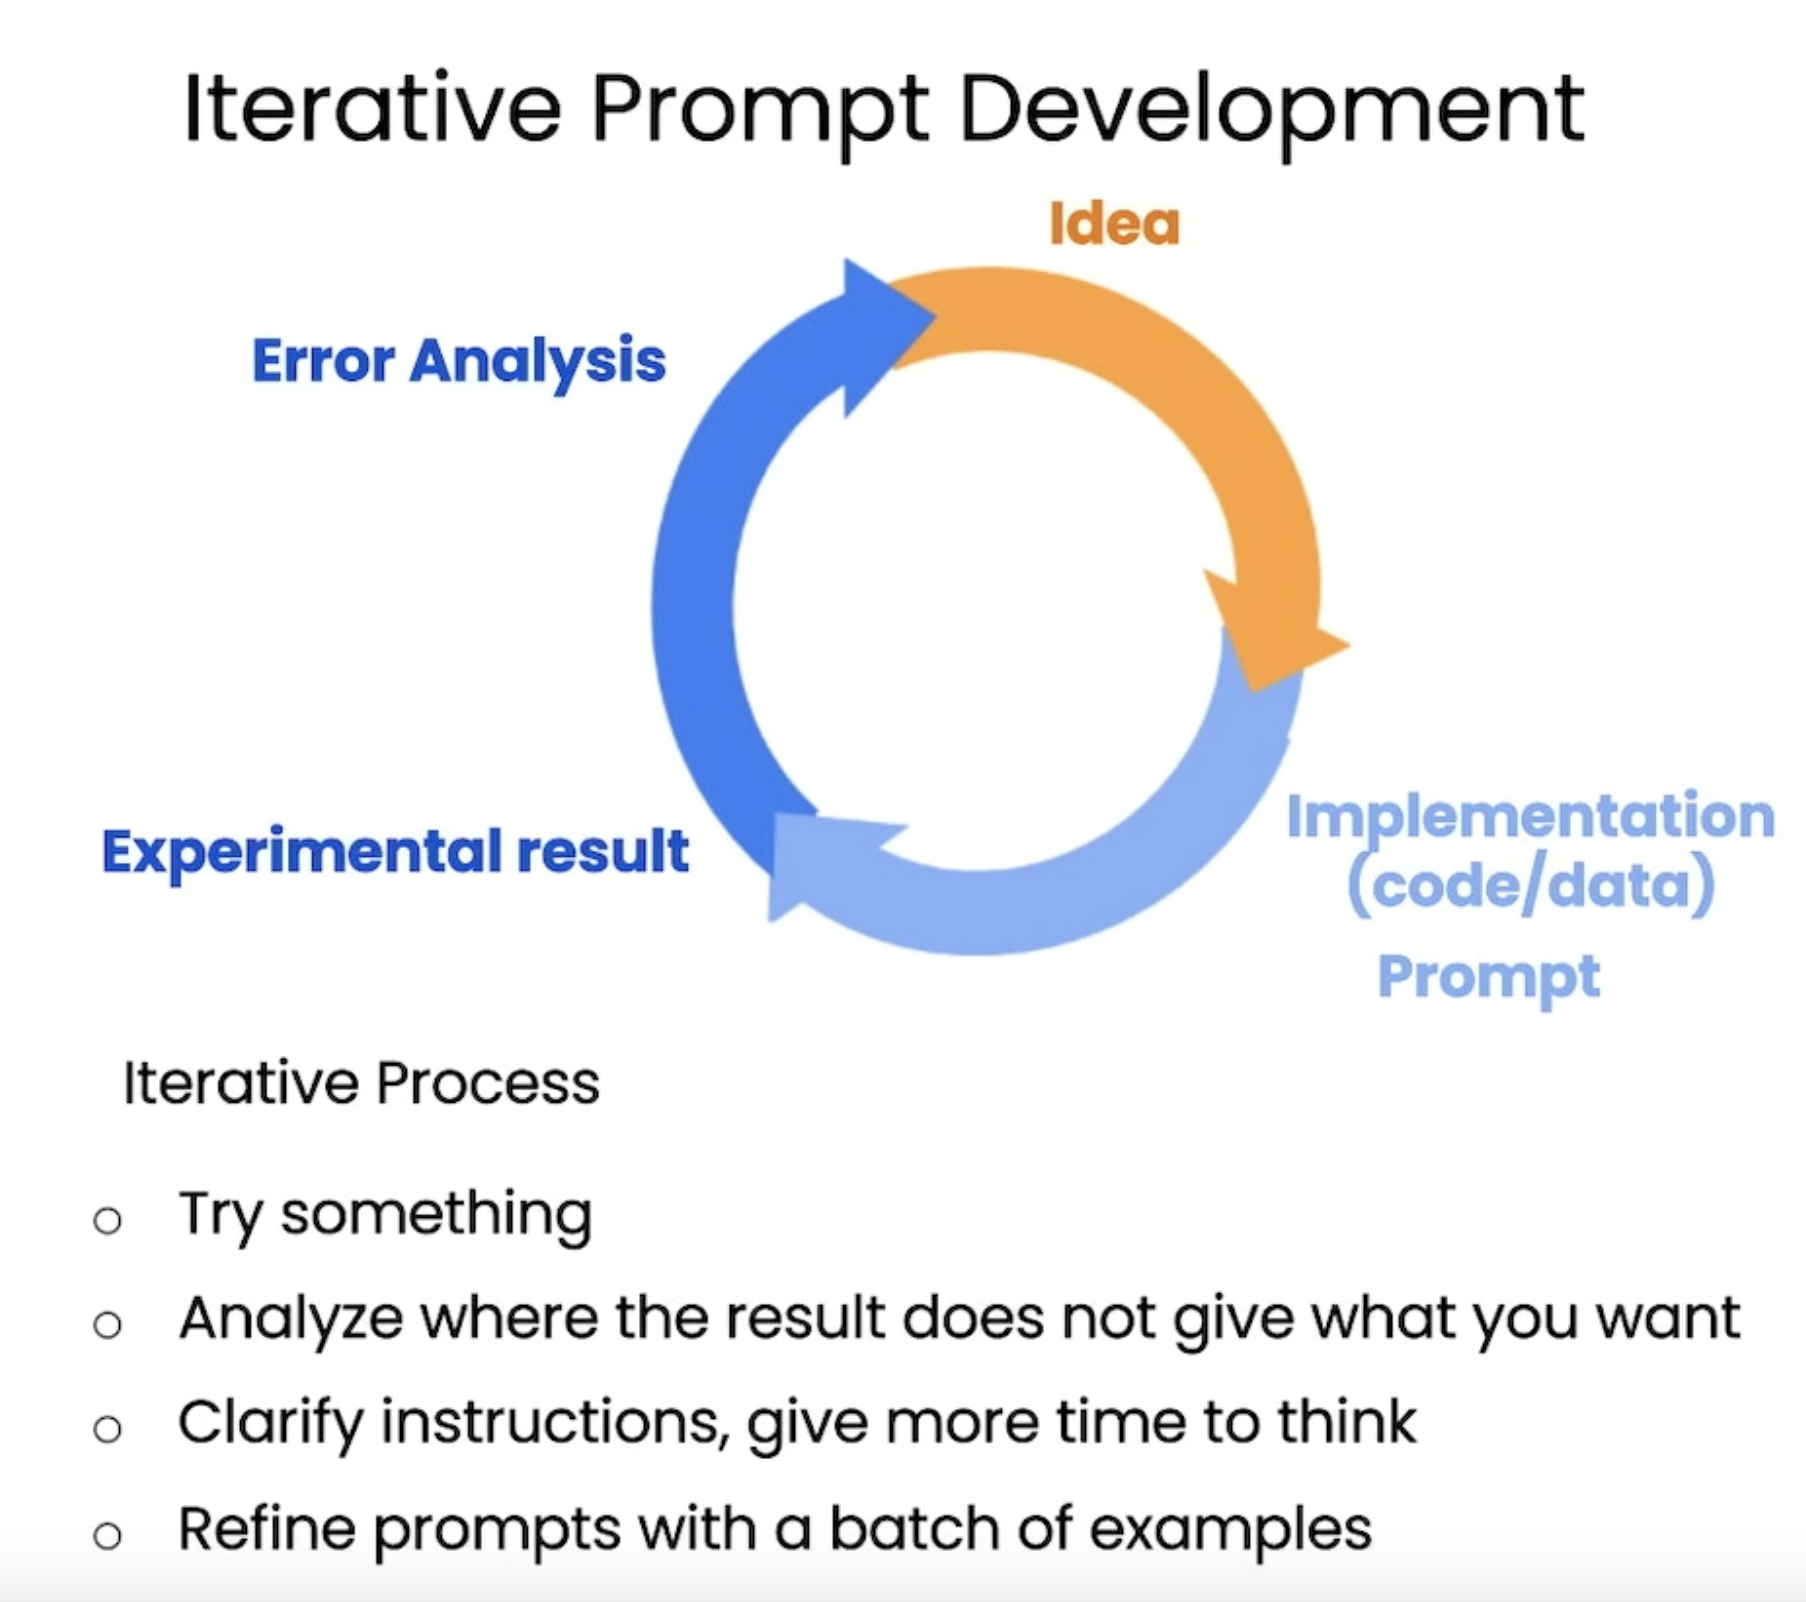 Iterative Prompt Development
Idea
Error Analysis
Experimental result
Implementation
(code/data)
Prompt
Iterative Process
Try something
Analyze where the result does not give what you want
Clarify instructions, give more time to think
Refine prompts with a batch of examples